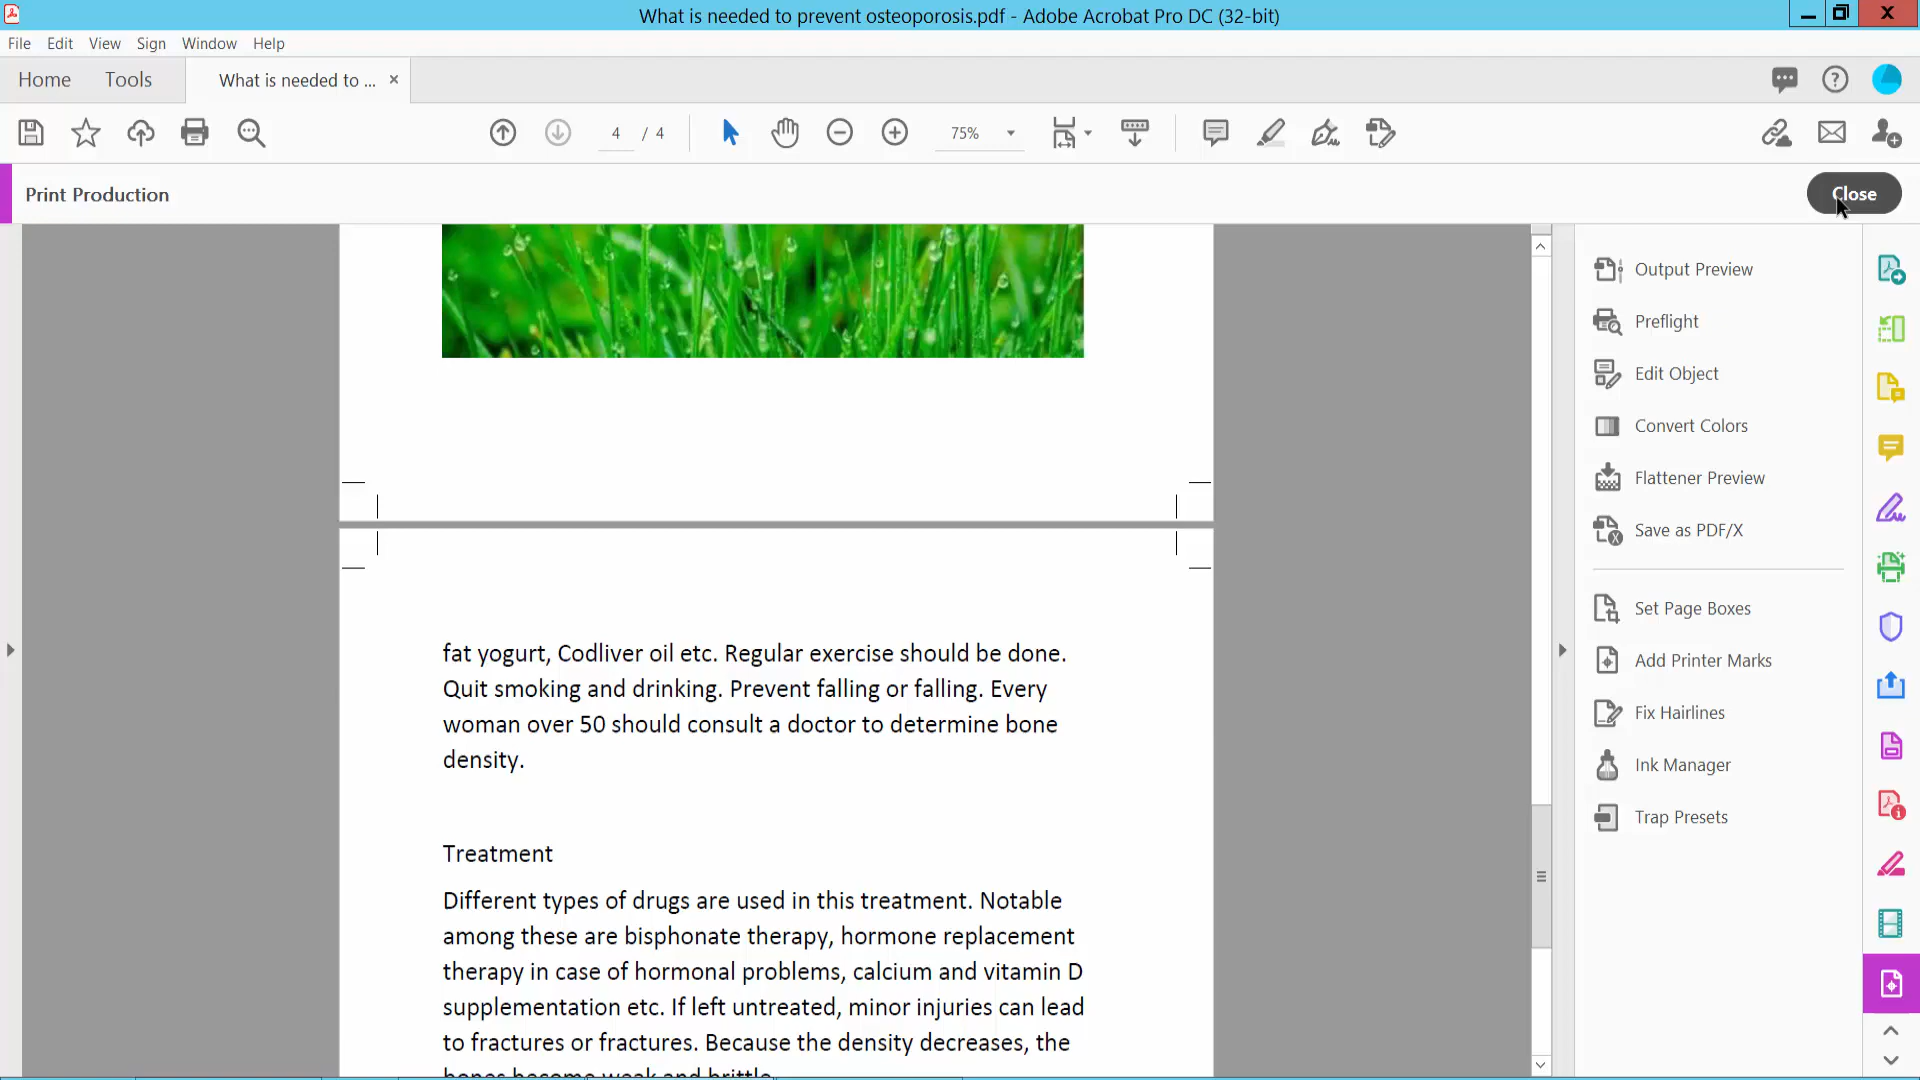 What is needed to prevent osteoporosis.pdf - Adobe Acrobat Pro DC (32-bit)
File Edit View Sign Window Help
Home Tools What is needed to ... ×
4 / 4 75%
Print Production
Close
Output Preview
Preflight
Edit Object
Convert Colors
Flattener Preview
Save as PDF/X
Set Page Boxes
Add Printer Marks
Fix Hairlines
Ink Manager
Trap Presets
fat yogurt, Codliver oil etc. Regular exercise should be done.
Quit smoking and drinking. Prevent falling or falling. Every
woman over 50 should consult a doctor to determine bone
density.
Treatment
Different types of drugs are used in this treatment. Notable
among these are bisphonate therapy, hormone replacement
therapy in case of hormonal problems, calcium and vitamin D
supplementation etc. If left untreated, minor injuries can lead
to fractures or fractures. Because the density decreases, the
bones become weak and brittle.